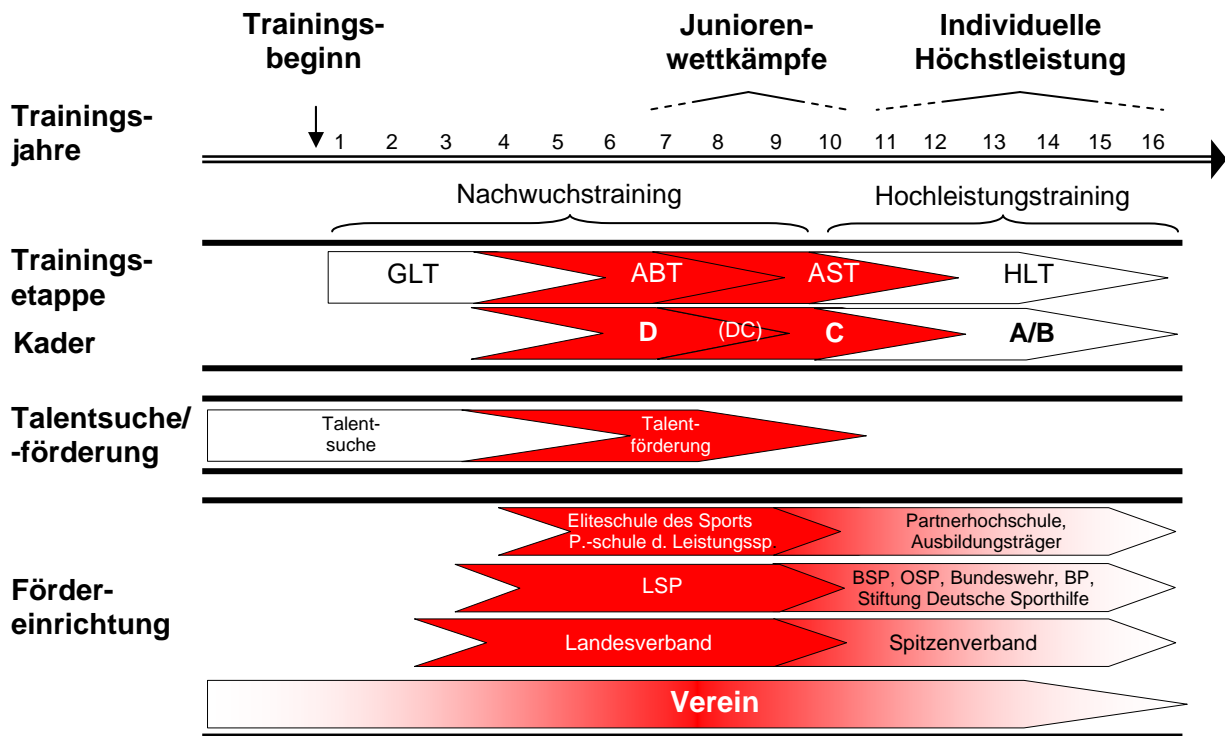 Trainings-
beginn
Junioren-
wettkämpfe
Individuelle
Höchstleistung
Trainings-
jahre
1 2 3 4 5 6 7 8 9 10 11 12 13 14 15 16
Nachwuchstraining
Hochleistungstraining
Trainings-
etappe
GLT ABT AST HLT
Kader
D (DC) C A/B
Talentsuche/
-förderung
Talent-
suche
Talent-
förderung
Förder-
einrichtung
Eliteschule des Sports
P.-schule d. Leistungssp.
Partnerhochschule,
Ausbildungsträger
LSP
BSP, OSP, Bundeswehr, BP,
Stiftung Deutsche Sporthilfe
Landesverband
Spitzenverband
Verein